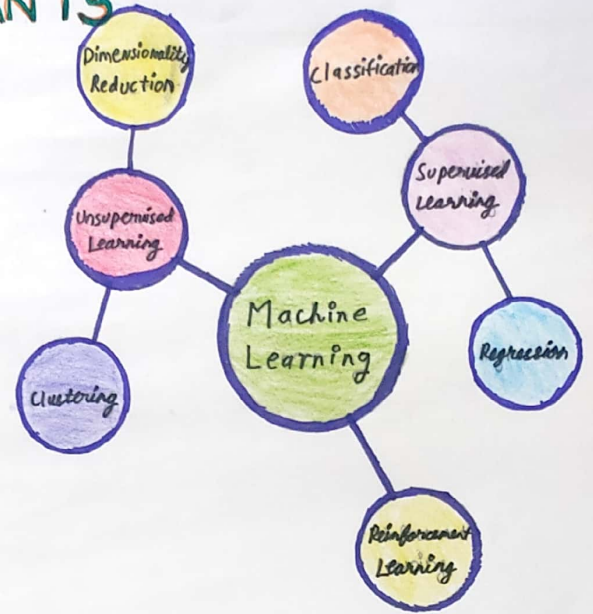 Dimensionality
Reduction
Classification
Supervised
Learning
Unsupervised
Learning
Machine
Learning
Regression
Clustering
Reinforcement
Learning